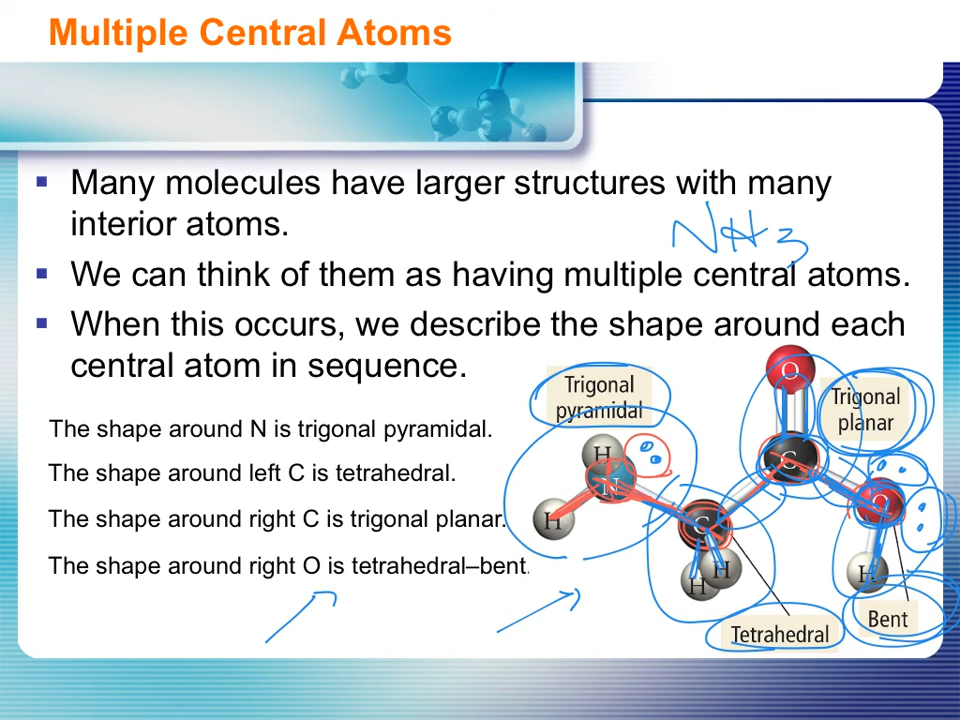 Multiple Central Atoms
▪ Many molecules have larger structures with many
interior atoms.
NH3
▪ We can think of them as having multiple central atoms.
▪ When this occurs, we describe the shape around each
central atom in sequence.
The shape around N is trigonal pyramidal.
The shape around left C is tetrahedral.
The shape around right C is trigonal planar.
The shape around right O is tetrahedral–bent.
Trigonal
pyramidal
O
Trigonal
planar
H
C
N
O
H
C
H
H
H
Bent
Tetrahedral